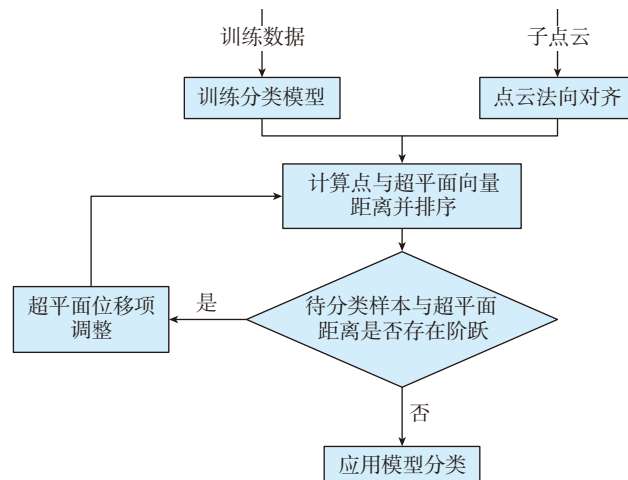 训练数据
子点云
训练分类模型
点云法向对齐
计算点与超平面向量
距离并排序
超平面位移项
调整
是
待分类样本与超平面
距离是否存在阶跃
否
应用模型分类